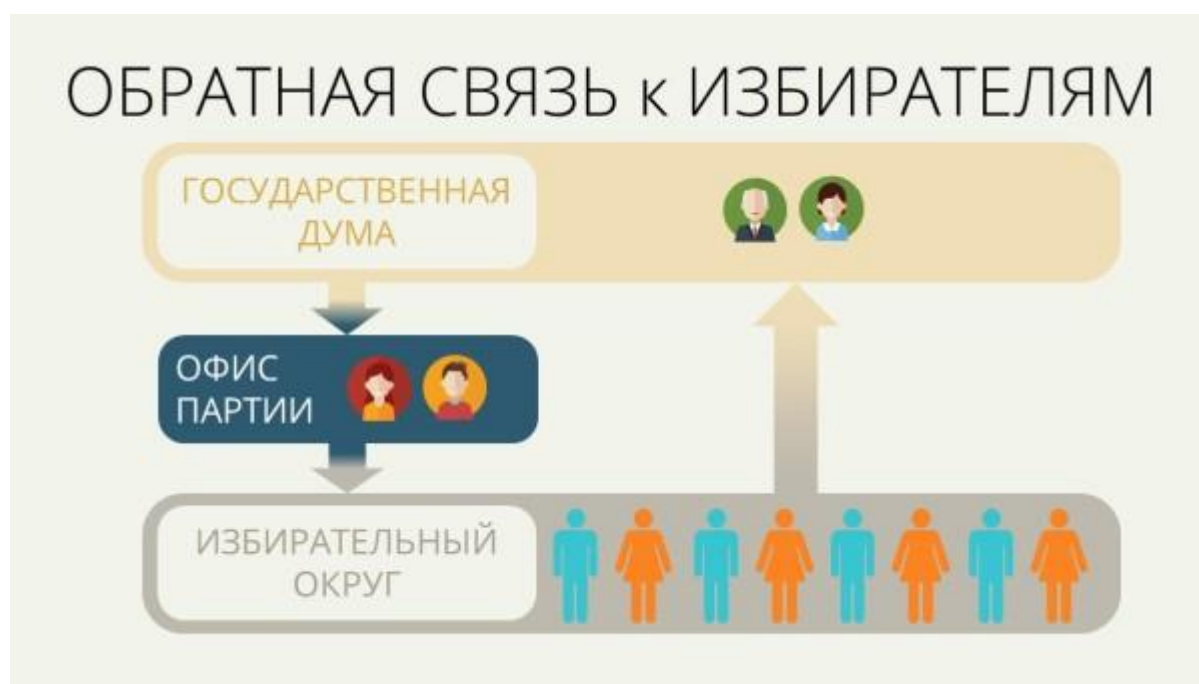 ОБРАТНАЯ СВЯЗЬ к ИЗБИРАТЕЛЯМ
ГОСУДАРСТВЕННАЯ
ДУМА
ОФИС
ПАРТИИ
ИЗБИРАТЕЛЬНЫЙ
ОКРУГ